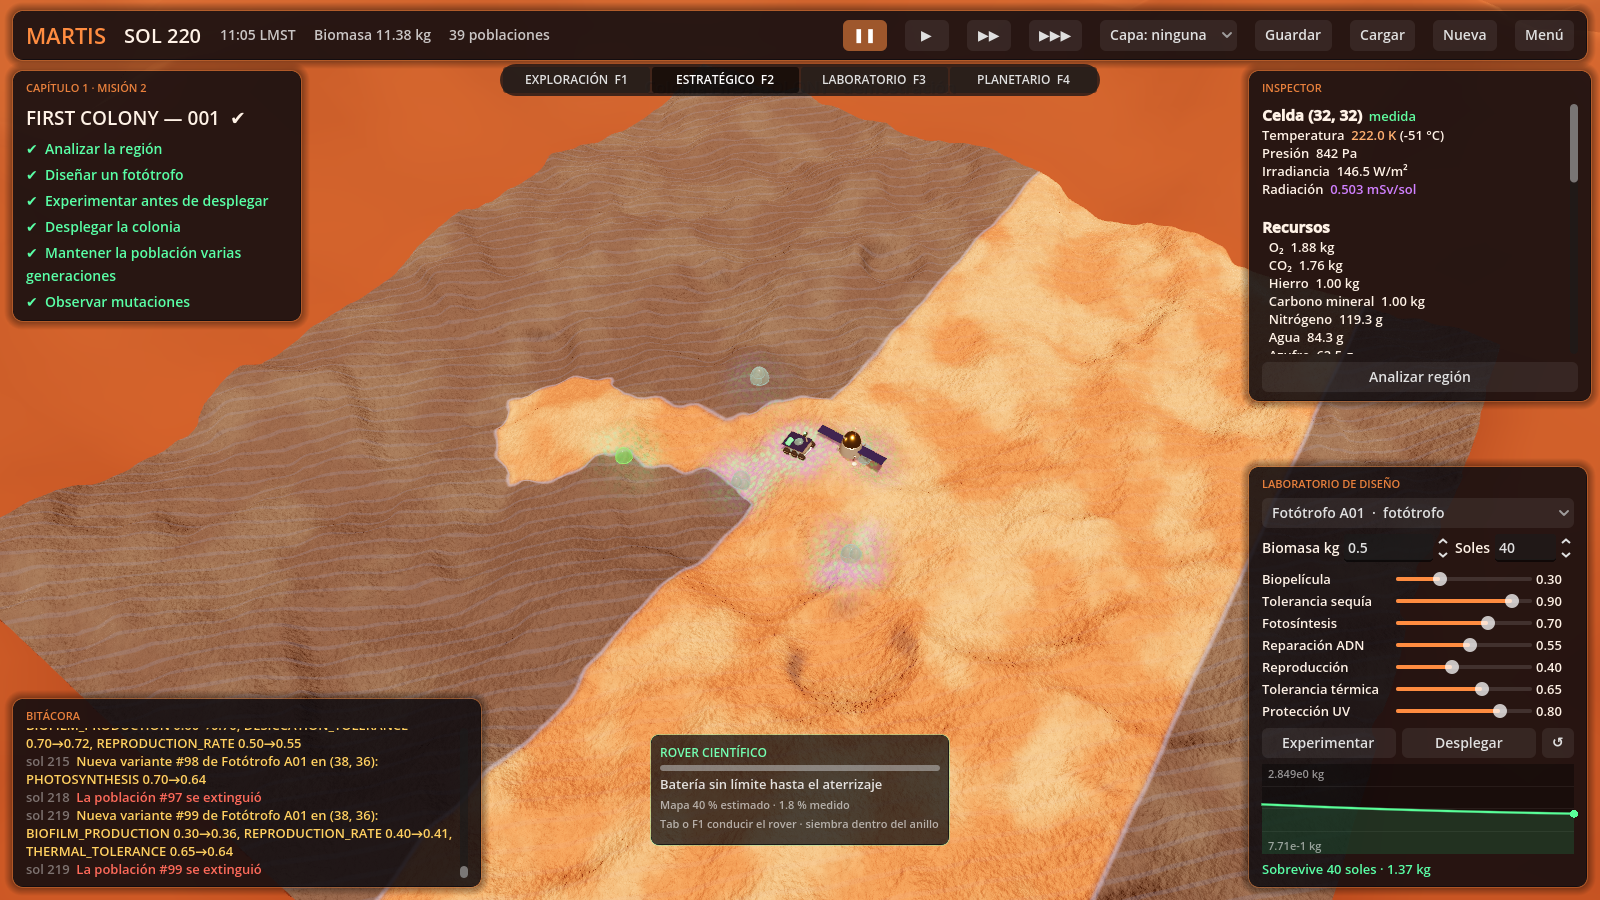 MARTIS SOL 220 11:05 LMST Biomasa 11.38 kg 39 poblaciones Capa: ninguna Guardar Cargar Nueva Menú
EXPLORACIÓN F1 ESTRATÉGICO F2 LABORATORIO F3 PLANETARIO F4
CAPÍTULO 1 · MISIÓN 2
FIRST COLONY — 001 ✔
✔ Analizar la región
✔ Diseñar un fotótrofo
✔ Experimentar antes de desplegar
✔ Desplegar la colonia
✔ Mantener la población varias
generaciones
✔ Observar mutaciones
INSPECTOR
Celda (32, 32) medida
Temperatura 222.0 K (-51 °C)
Presión 842 Pa
Irradiancia 146.5 W/m²
Radiación 0.503 mSv/sol
Recursos
O₂ 1.88 kg
CO₂ 1.76 kg
Hierro 1.00 kg
Carbono mineral 1.00 kg
Nitrógeno 119.3 g
Agua 84.3 g
Analizar región
LABORATORIO DE DISEÑO
Fotótrofo A01 · fotótrofo
Biomasa kg 0.5 Soles 40
Biopelícula 0.30
Tolerancia sequía 0.90
Fotosíntesis 0.70
Reparación ADN 0.55
Reproducción 0.40
Tolerancia térmica 0.65
Protección UV 0.80
Experimentar Desplegar ↺
2.849e0 kg
7.71e-1 kg
Sobrevive 40 soles · 1.37 kg
BITÁCORA
0.70→0.72, REPRODUCTION_RATE 0.50→0.55
sol 215 Nueva variante #98 de Fotótrofo A01 en (38, 36):
PHOTOSYNTHESIS 0.70→0.64
sol 218 La población #97 se extinguió
sol 219 Nueva variante #99 de Fotótrofo A01 en (38, 36):
BIOFILM_PRODUCTION 0.30→0.36, REPRODUCTION_RATE 0.40→0.41,
THERMAL_TOLERANCE 0.65→0.64
sol 219 La población #99 se extinguió
ROVER CIENTÍFICO
Batería sin límite hasta el aterrizaje
Mapa 40 % estimado · 1.8 % medido
Tab o F1 conducir el rover · siembra dentro del anillo